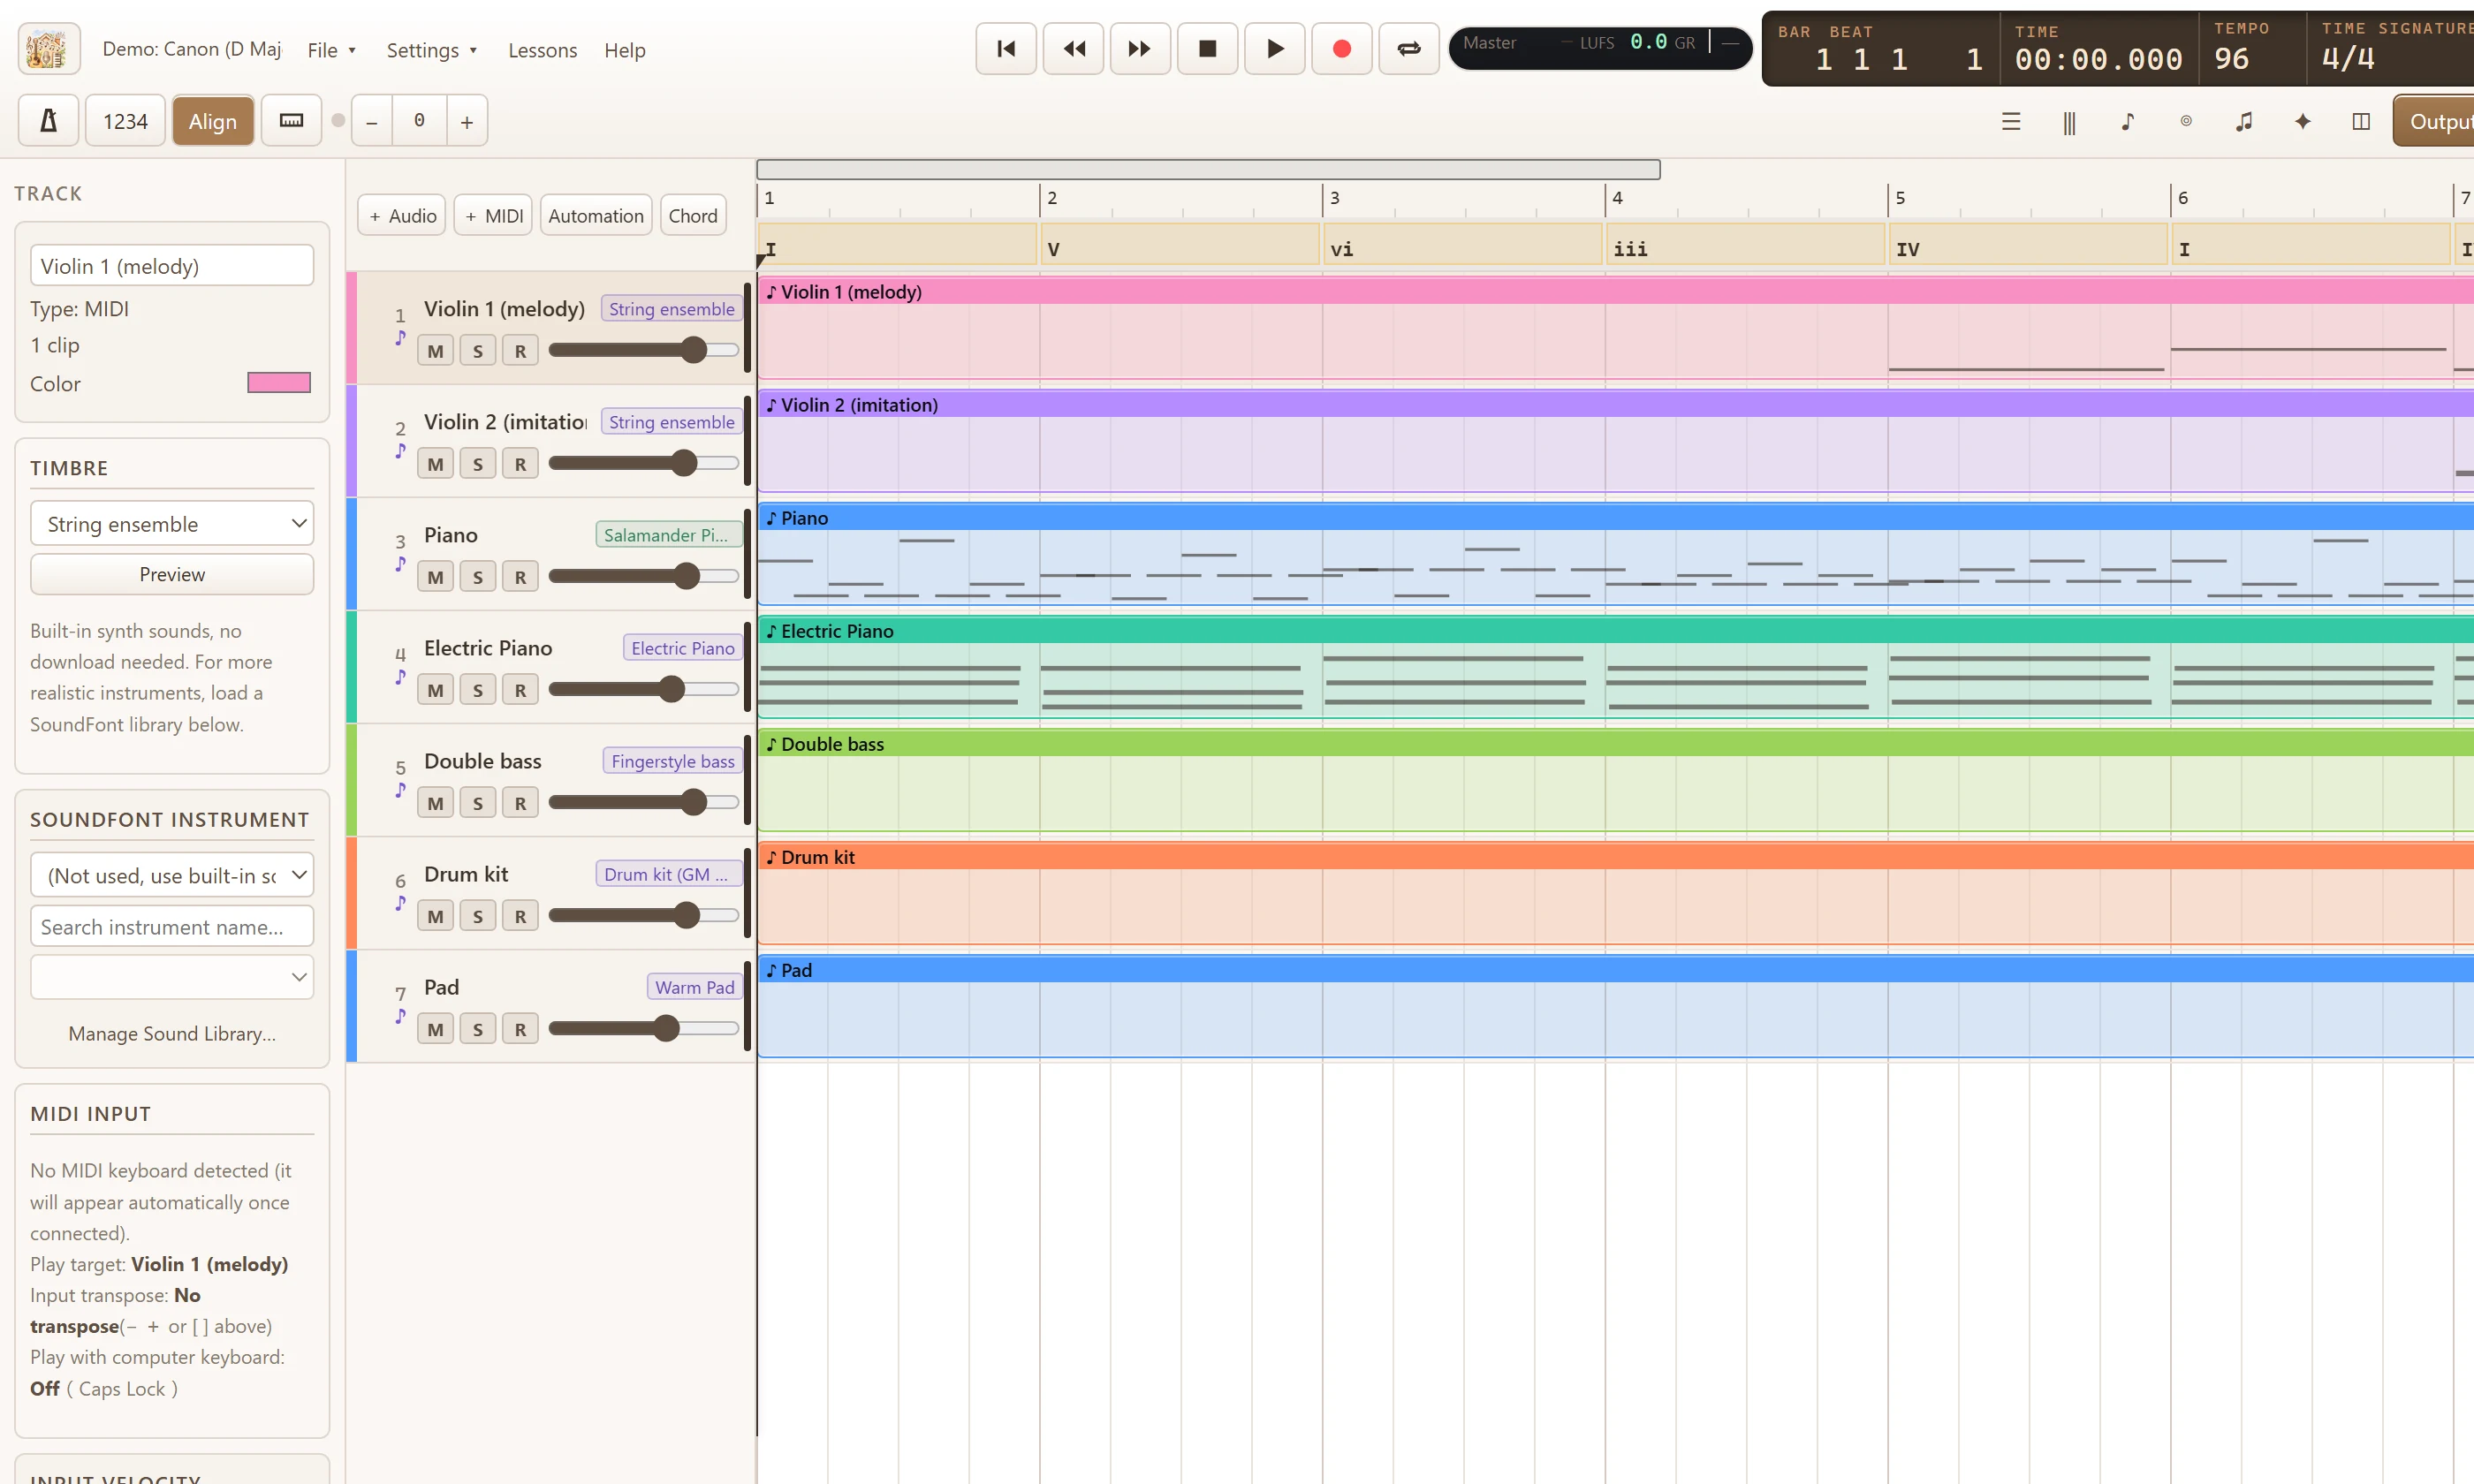 Demo: Canon (D Maj
File ▾
Settings ▾
Lessons
Help
Master
— LUFS
0.0 GR
—
BAR BEAT
1 1 1 1
TIME
00:00.000
TEMPO
96
TIME SIGNATURE
4/4
1234
Align
−
0
+
Output
TRACK
Violin 1 (melody)
Type: MIDI
1 clip
Color
TIMBRE
String ensemble
Preview
Built-in synth sounds, no
download needed. For more
realistic instruments, load a
SoundFont library below.
SOUNDFONT INSTRUMENT
(Not used, use built-in sc
Search instrument name...
Manage Sound Library...
MIDI INPUT
No MIDI keyboard detected (it
will appear automatically once
connected).
Play target: Violin 1 (melody)
Input transpose: No
transpose(− + or [ ] above)
Play with computer keyboard:
Off ( Caps Lock )
INPUT VELOCITY
+ Audio
+ MIDI
Automation
Chord
1 2 3 4 5 6 7
I V vi iii IV I I
1
Violin 1 (melody)
String ensemble
M S R
2
Violin 2 (imitation
String ensemble
M S R
3
Piano
Salamander Pi...
M S R
4
Electric Piano
Electric Piano
M S R
5
Double bass
Fingerstyle bass
M S R
6
Drum kit
Drum kit (GM ...
M S R
7
Pad
Warm Pad
M S R
♪ Violin 1 (melody)
♪ Violin 2 (imitation)
♪ Piano
♪ Electric Piano
♪ Double bass
♪ Drum kit
♪ Pad